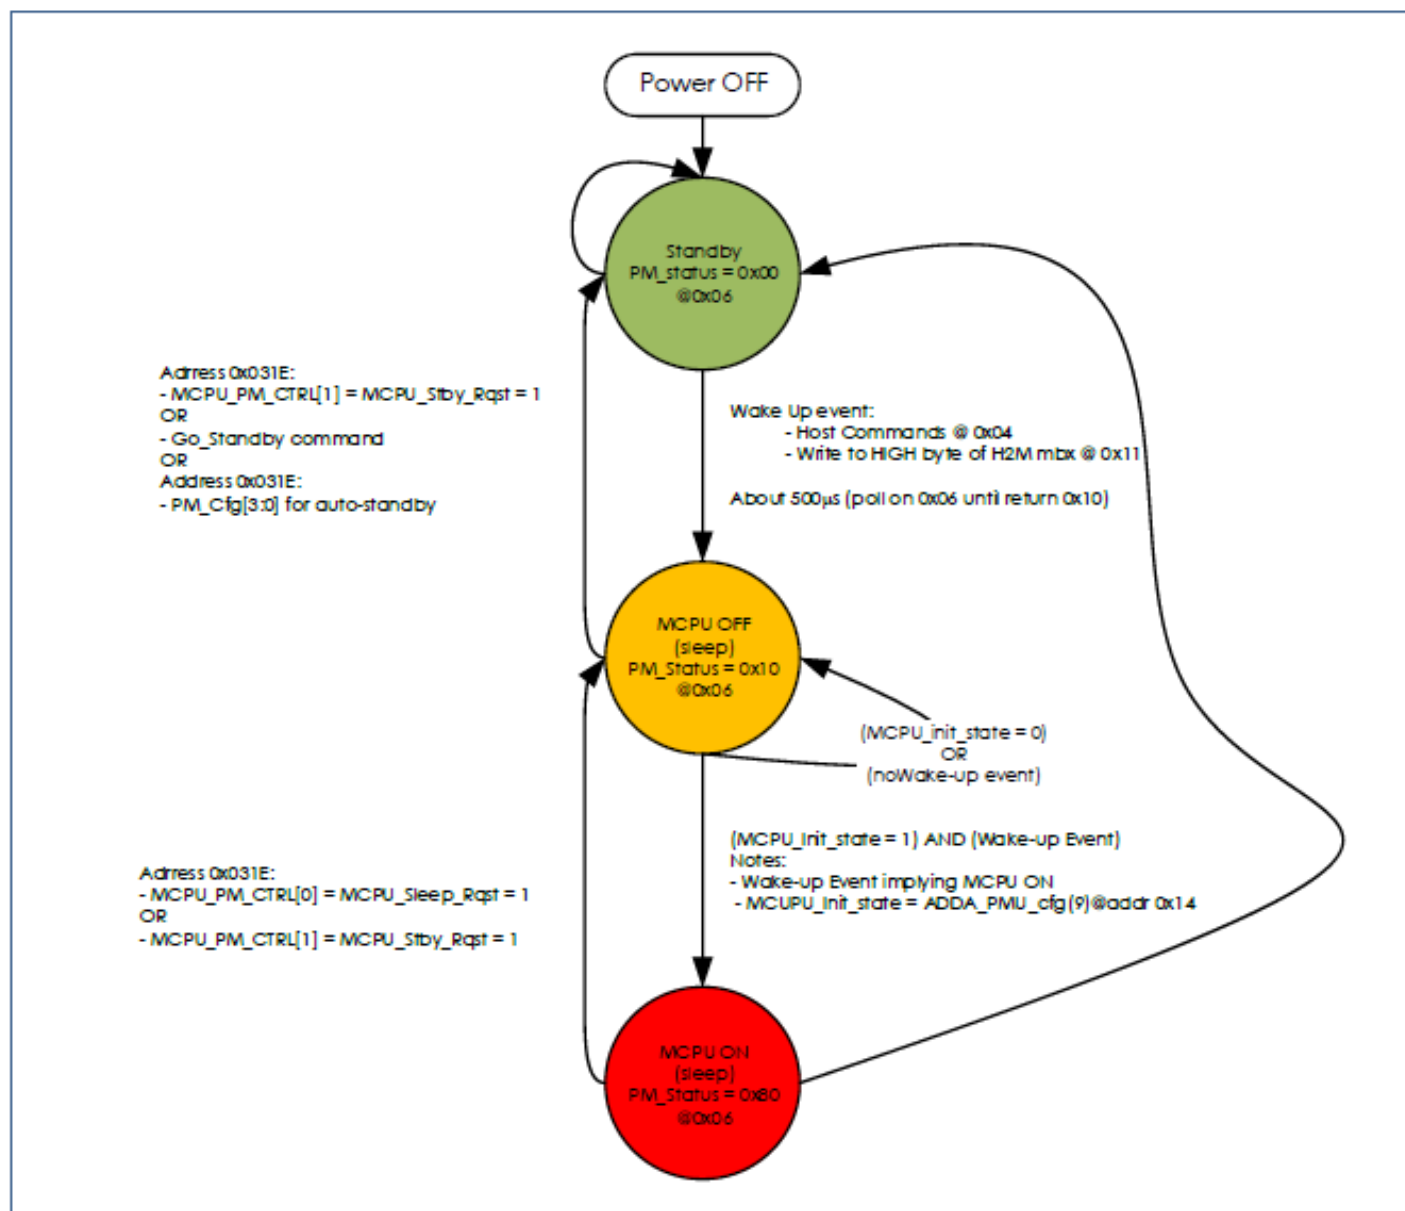 Power OFF
Standby
PM_status = 0x00
@0x06
Adrress 0x031E:
- MCPU_PM_CTRL[1] = MCPU_Stby_Rqst = 1
OR
- Go_Standby command
OR
Address 0x031E:
- PM_Cfg[3:0] for auto-standby
Wake Up event:
- Host Commands @ 0x04
- Write to HIGH byte of H2M mbx @ 0x11
About 500µs (poll on 0x06 until return 0x10)
MCPU OFF
(sleep)
PM_Status = 0x10
@0x06
(MCPU_init_state = 0)
OR
(noWake-up event)
(MCPU_Init_state = 1) AND (Wake-up Event)
Notes:
- Wake-up Event implying MCPU ON
- MCUPU_Init_state = ADDA_PMU_cfg(9)@addr 0x14
Adrress 0x031E:
- MCPU_PM_CTRL[0] = MCPU_Sleep_Rqst = 1
OR
- MCPU_PM_CTRL[1] = MCPU_Stby_Rqst = 1
MCPU ON
(sleep)
PM_Status = 0x80
@0x06